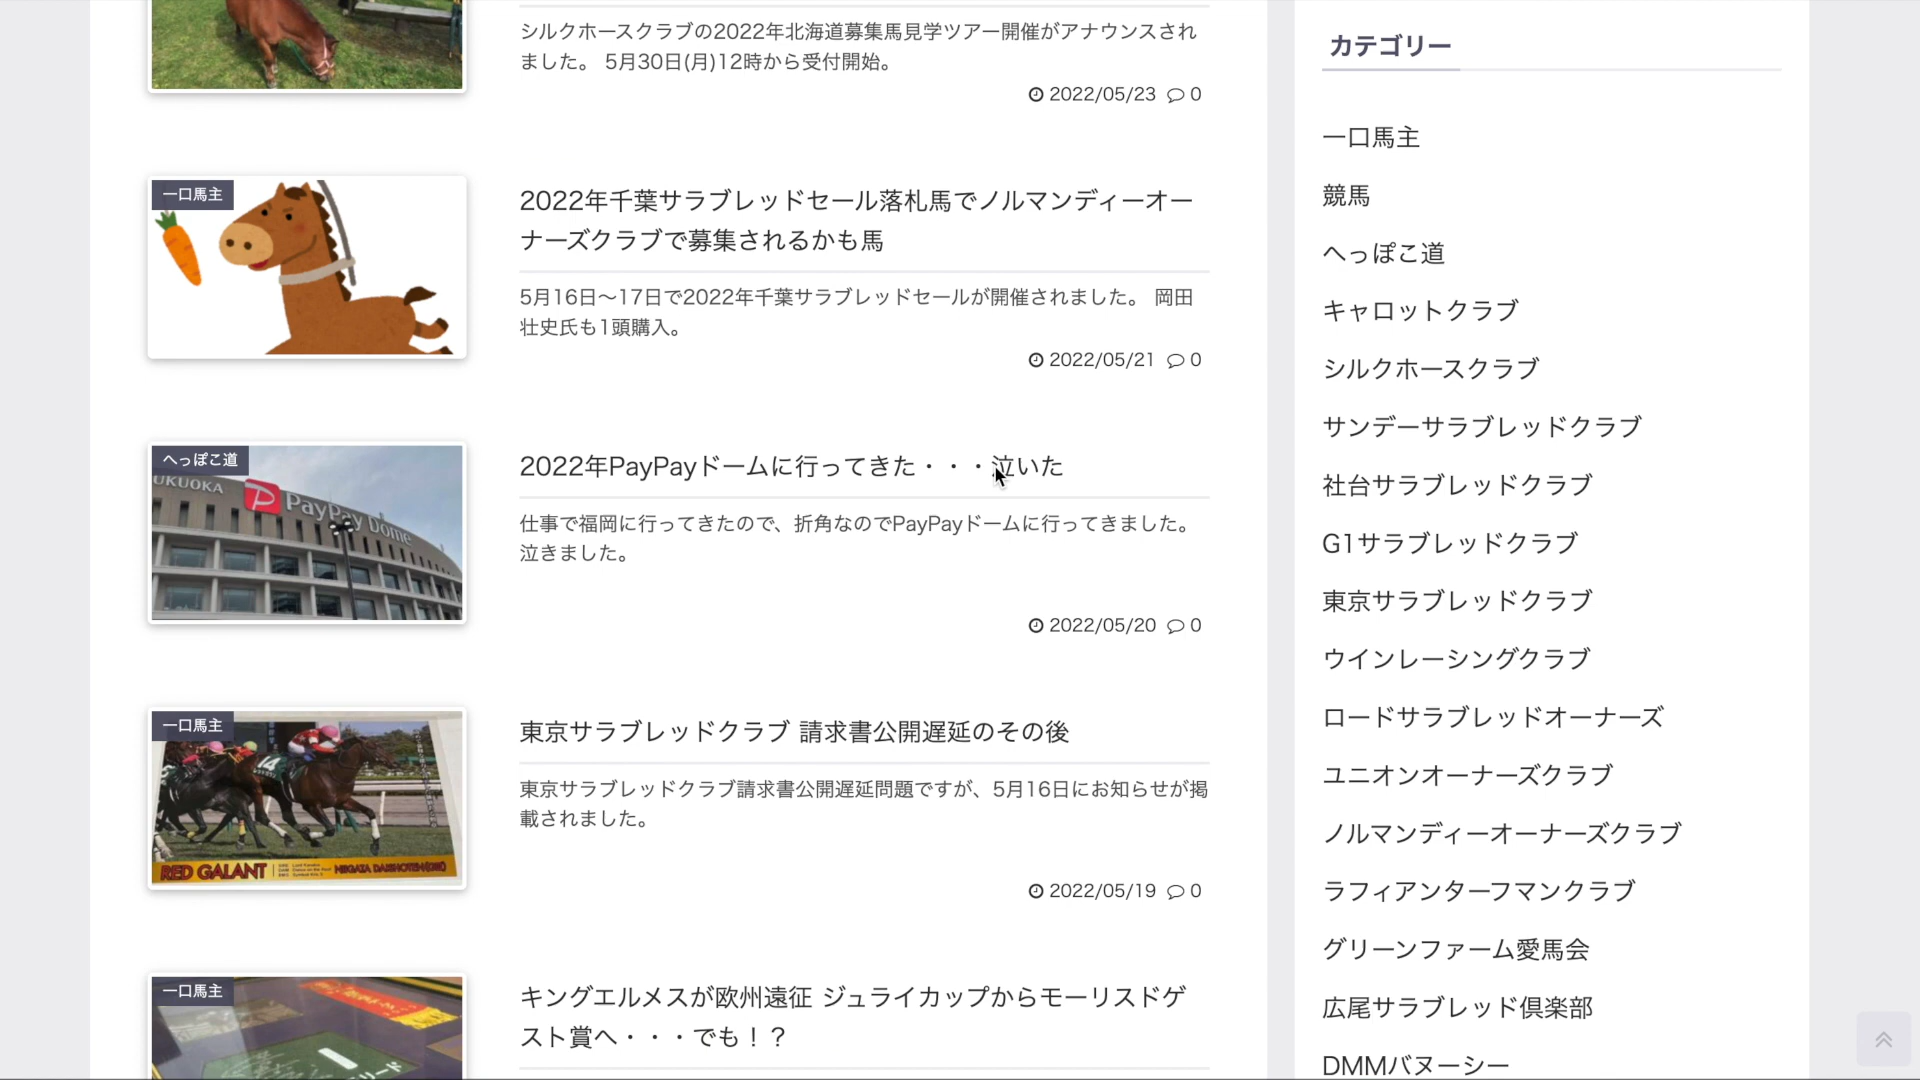 シルクホースクラブの2022年北海道募集馬見学ツアー開催がアナウンスされ
ました。 5月30日(月)12時から受付開始。
2022/05/23 0
一口馬主
2022年千葉サラブレッドセール落札馬でノルマンディーオー
ナーズクラブで募集されるかも馬
5月16日〜17日で2022年千葉サラブレッドセールが開催されました。 岡田
壮史氏も1頭購入。
2022/05/21 0
へっぽこ道
UKUOKA
PayPay Dome
2022年PayPayドームに行ってきた・・・泣いた
仕事で福岡に行ってきたので、折角なのでPayPayドームに行ってきました。
泣きました。
2022/05/20 0
一口馬主
14
RED GALANT
NIIGATA DAISHOTEN(GIII)
東京サラブレッドクラブ 請求書公開遅延のその後
東京サラブレッドクラブ請求書公開遅延問題ですが、5月16日にお知らせが掲
載されました。
2022/05/19 0
一口馬主
キングエルメスが欧州遠征 ジュライカップからモーリスドゲ
スト賞へ・・・でも！？
カテゴリー
一口馬主
競馬
へっぽこ道
キャロットクラブ
シルクホースクラブ
サンデーサラブレッドクラブ
社台サラブレッドクラブ
G1サラブレッドクラブ
東京サラブレッドクラブ
ウインレーシングクラブ
ロードサラブレッドオーナーズ
ユニオンオーナーズクラブ
ノルマンディーオーナーズクラブ
ラフィアンターフマンクラブ
グリーンファーム愛馬会
広尾サラブレッド倶楽部
DMMバヌーシー